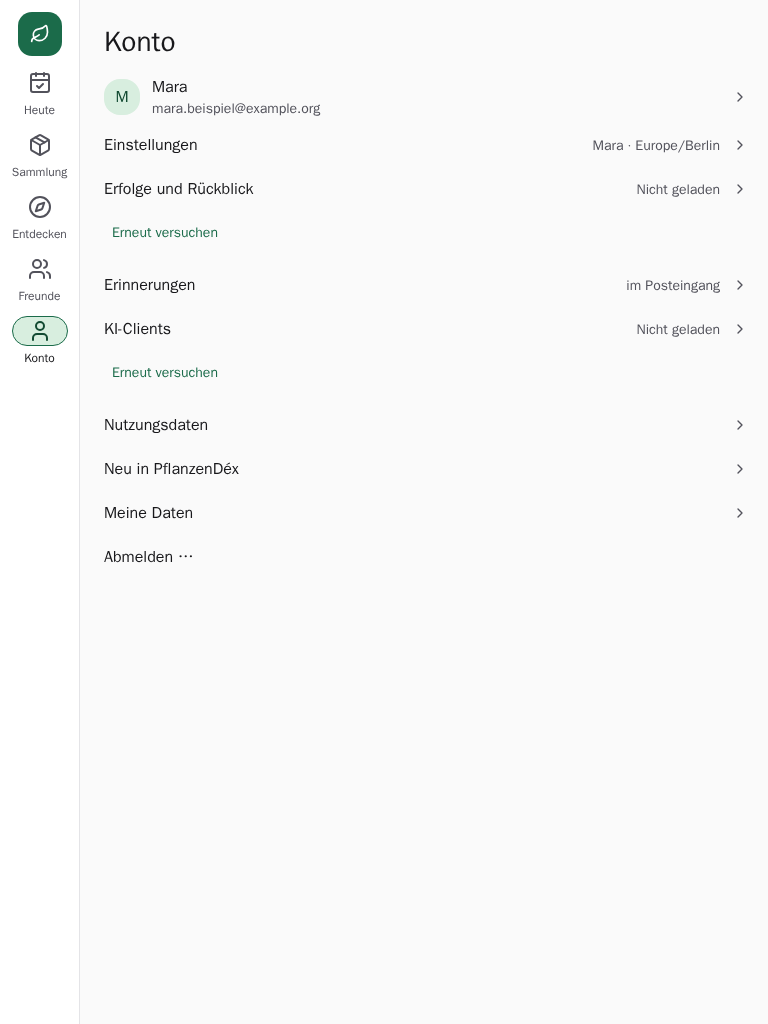 Heute
Sammlung
Entdecken
Freunde
Konto
Konto
M
Mara
mara.beispiel@example.org
Einstellungen
Mara · Europe/Berlin
Erfolge und Rückblick
Nicht geladen
Erneut versuchen
Erinnerungen
im Posteingang
KI-Clients
Nicht geladen
Erneut versuchen
Nutzungsdaten
Neu in PflanzenDéx
Meine Daten
Abmelden ···